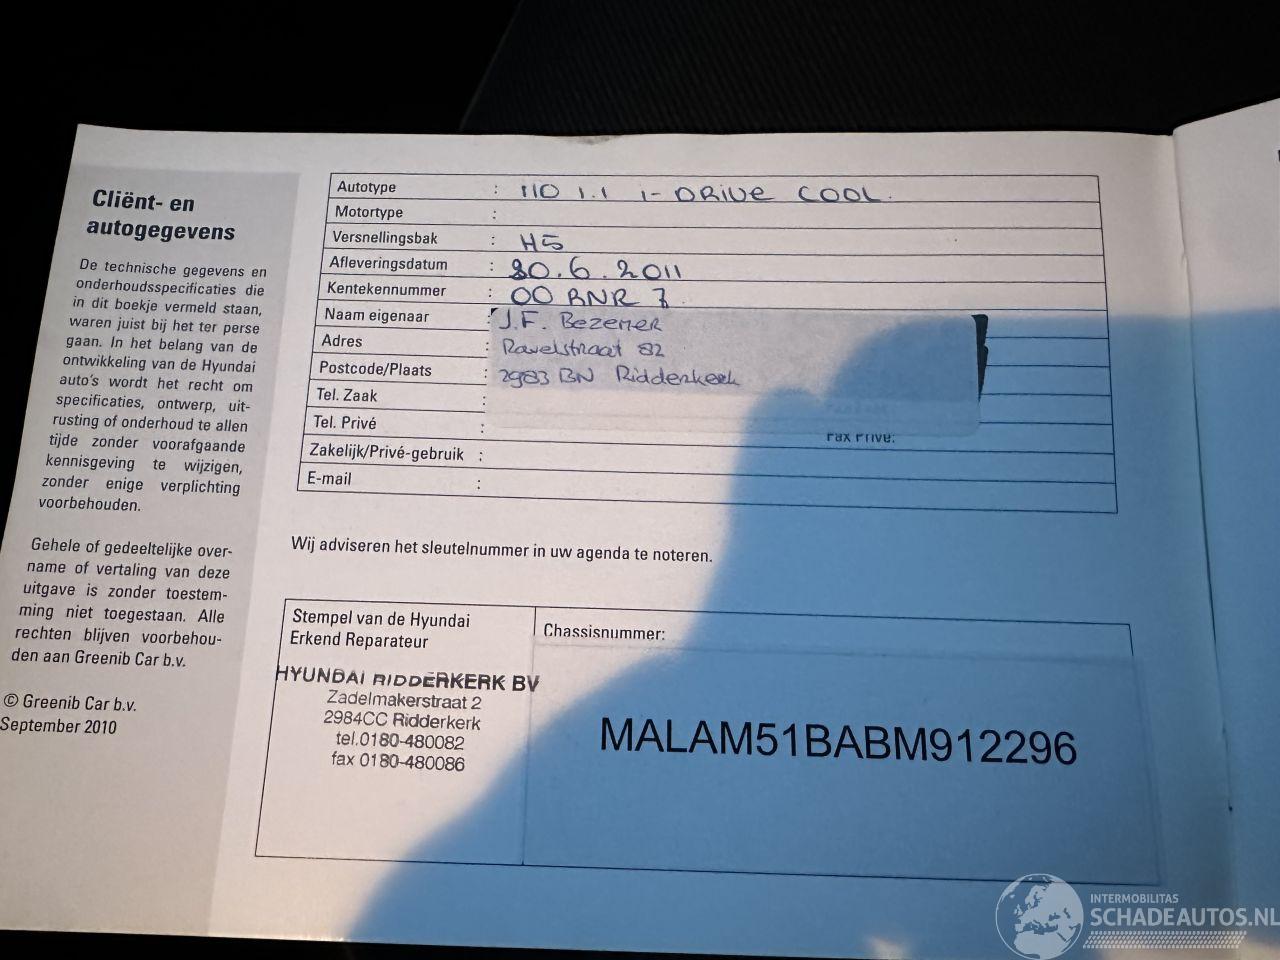 Cliënt- en
autogegevens
De technische gegevens en
onderhoudsspecificaties die
in dit boekje vermeld staan,
waren juist bij het ter perse
gaan. In het belang van de
ontwikkeling van de Hyundai
auto's wordt het recht om
specificaties, ontwerp, uit-
rusting of onderhoud te allen
tijde zonder voorafgaande
kennisgeving te wijzigen,
zonder enige verplichting
voorbehouden.
Gehele of gedeeltelijke over-
name of vertaling van deze
uitgave is zonder toestem-
ming niet toegestaan. Alle
rechten blijven voorbehou-
den aan Greenib Car b.v.
© Greenib Car b.v.
September 2010
Autotype : i10 1.1 i-DRIVE COOL.
Motortype :
Versnellingsbak : H5
Afleveringsdatum : 30.6.2011
Kentekennummer : 00 RNR 7
Naam eigenaar : J.F. Bezemer
Adres : Ravelstraat 82
Postcode/Plaats : 2983 BN Ridderkerk
Tel. Zaak :
Tel. Privé : Fax Privé:
Zakelijk/Privé-gebruik :
E-mail :
Wij adviseren het sleutelnummer in uw agenda te noteren.
Stempel van de Hyundai
Erkend Reparateur
HYUNDAI RIDDERKERK BV
Zadelmakerstraat 2
2984CC Ridderkerk
tel.0180-480082
fax 0180-480086
Chassisnummer:
MALAM51BABM912296
INTERMOBILITAS
SCHADEAUTOS.NL